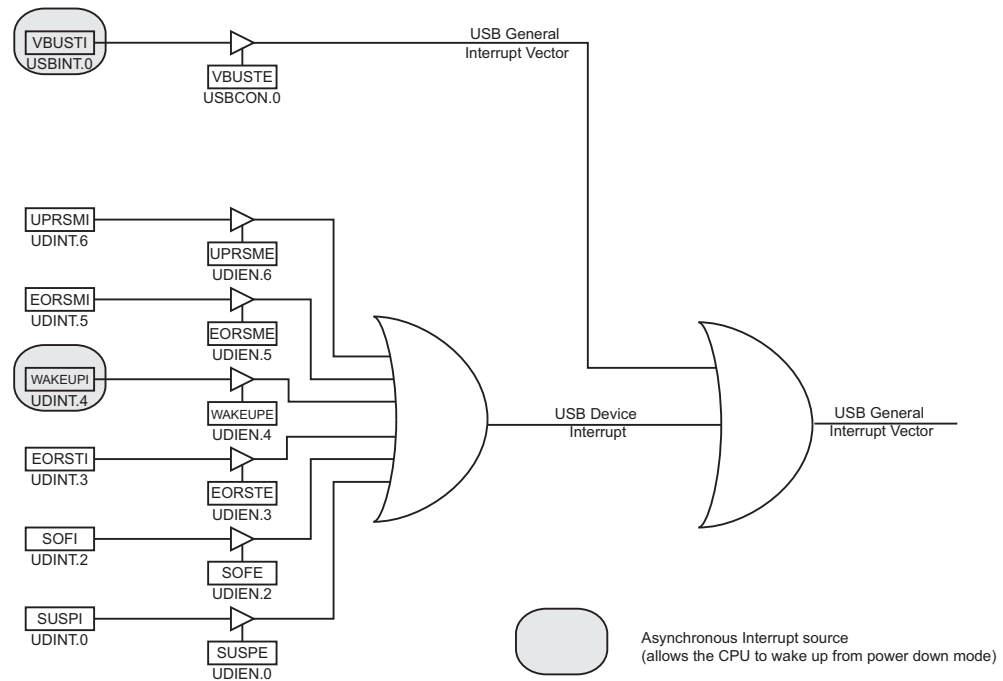 VBUSTI
USBINT.0
VBUSTE
USBCON.0
USB General
Interrupt Vector
UPRSMI
UDINT.6
UPRSME
UDIEN.6
EORSMI
UDINT.5
EORSME
UDIEN.5
WAKEUPI
UDINT.4
WAKEUPE
UDIEN.4
EORSTI
UDINT.3
EORSTE
UDIEN.3
SOFI
UDINT.2
SOFE
UDIEN.2
SUSPI
UDINT.0
SUSPE
UDIEN.0
USB Device
Interrupt
USB General
Interrupt Vector
Asynchronous Interrupt source
(allows the CPU to wake up from power down mode)